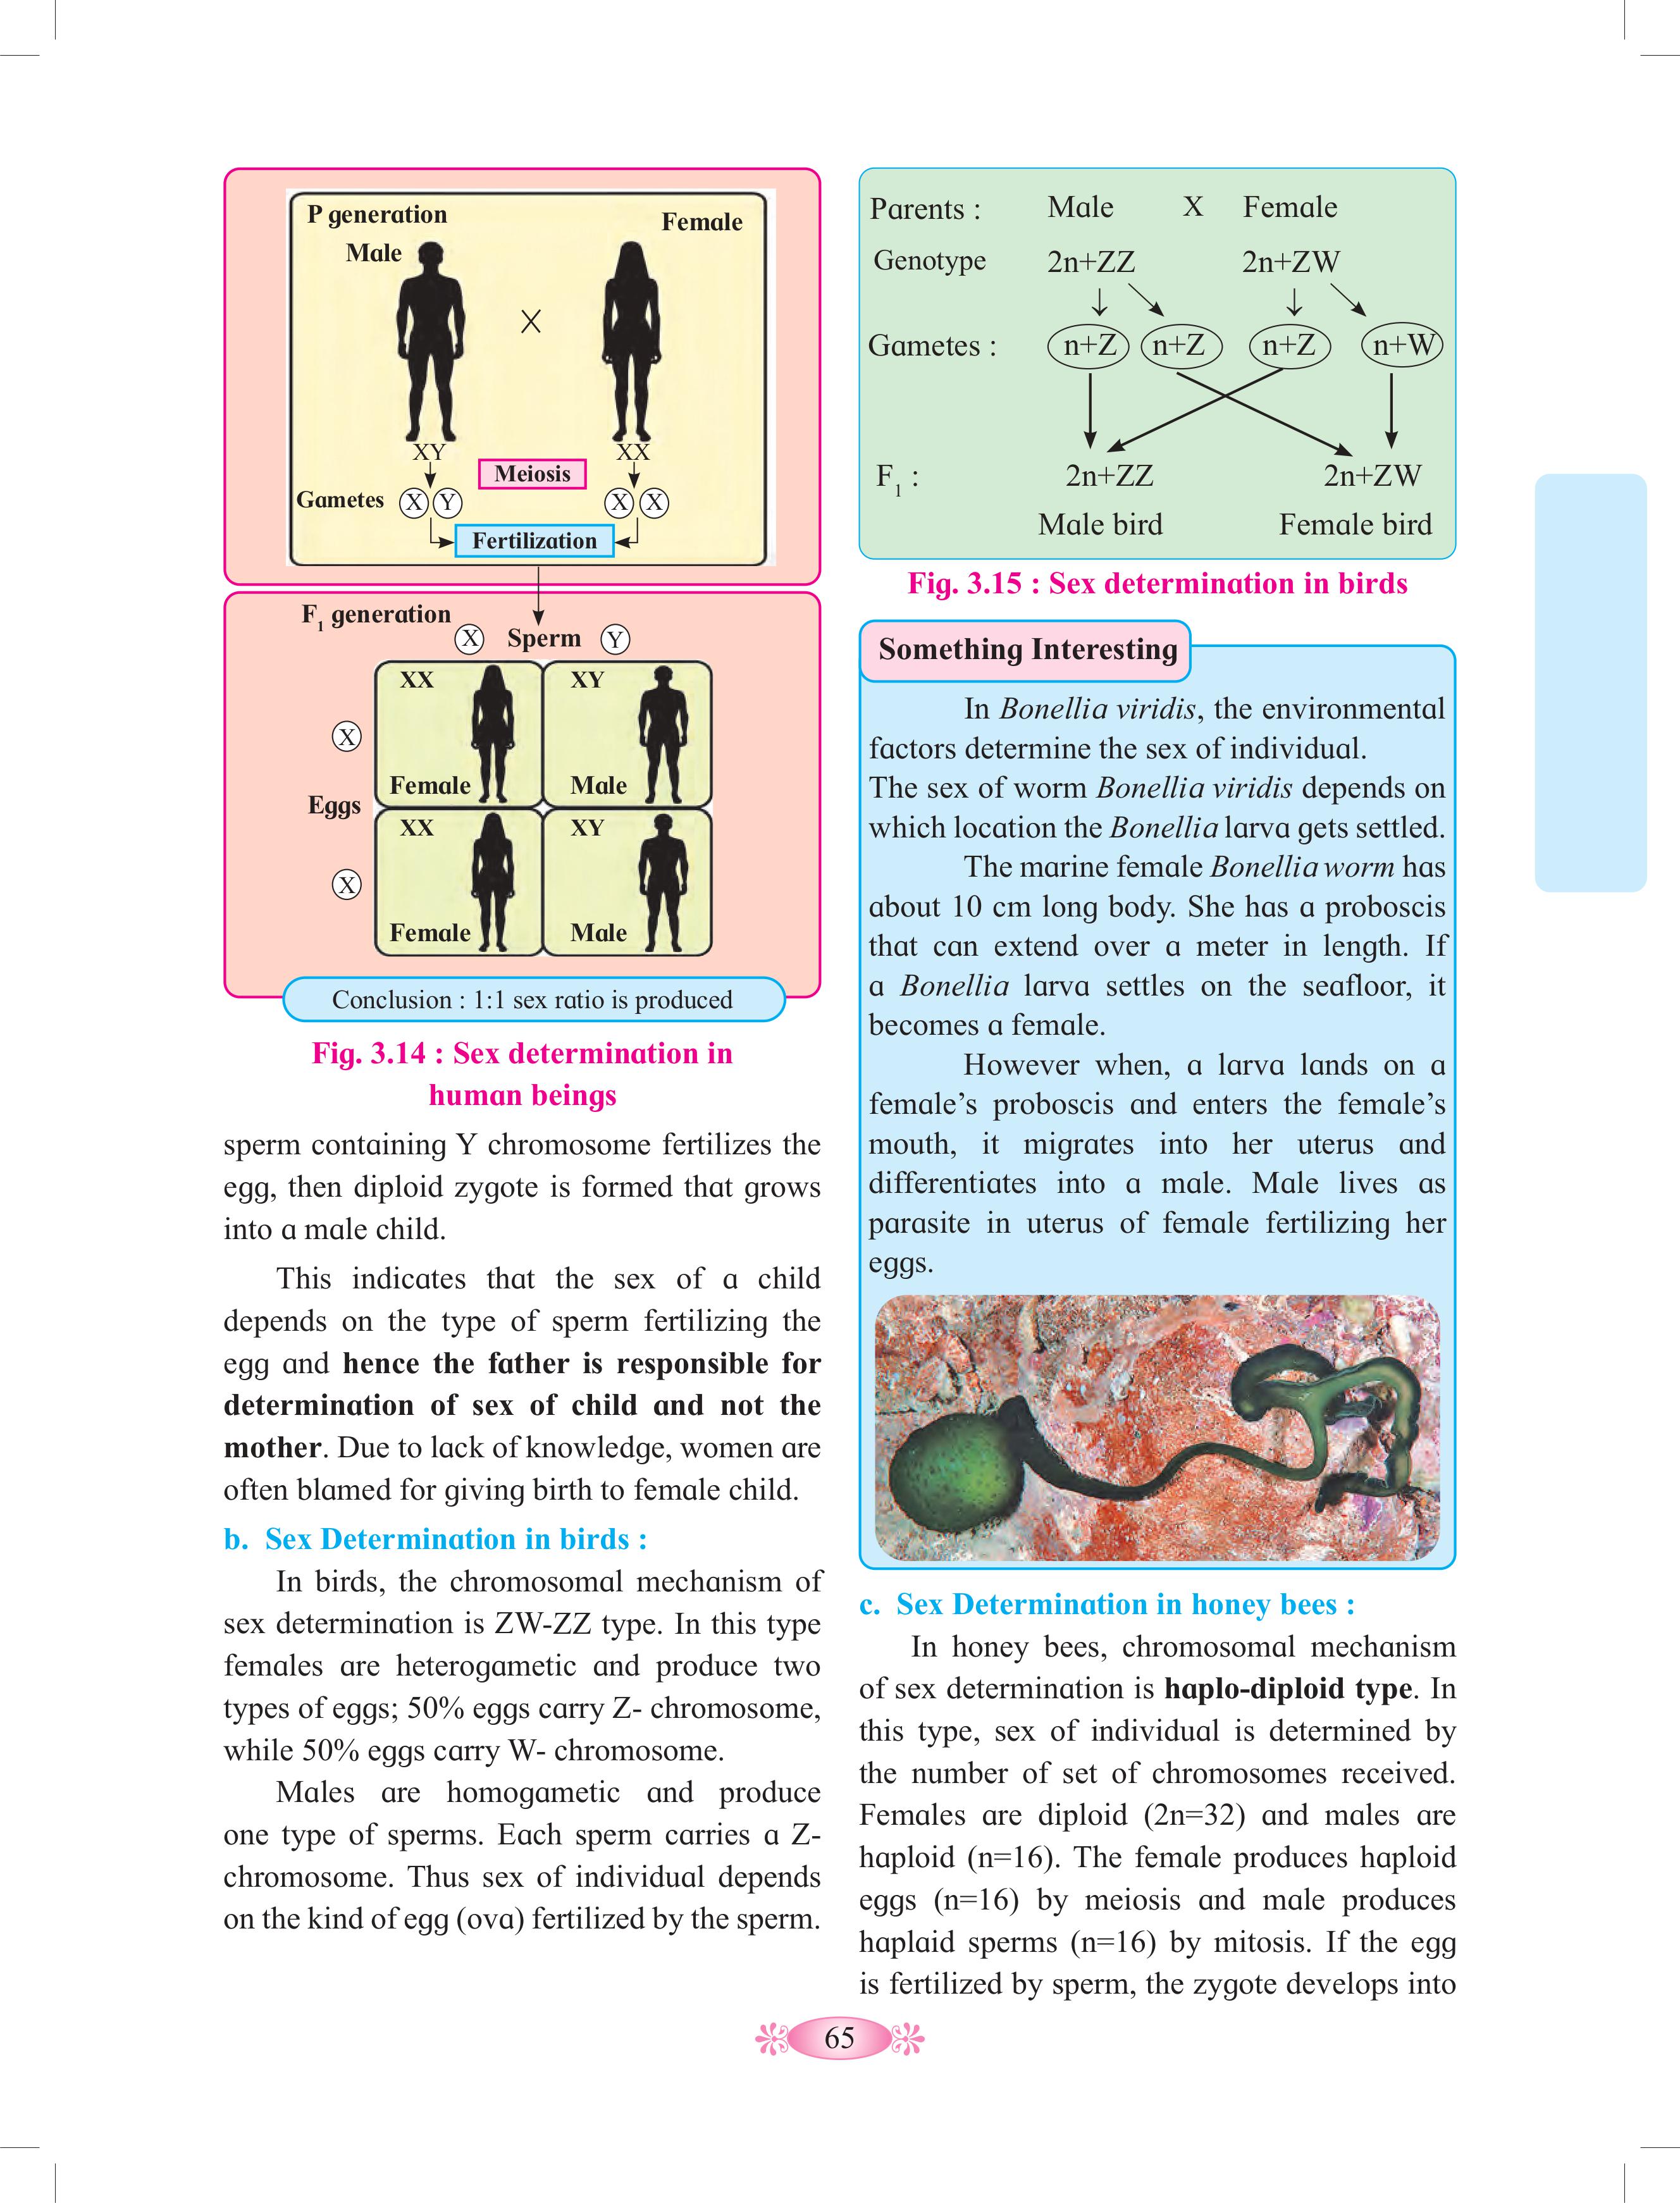 P generation
Female
Male
X
XY
XX
Meiosis
Gametes X Y X X
Fertilization
F1 generation
X Sperm Y
XX XY
X
Female Male
Eggs
XX XY
X
Female Male
Conclusion : 1:1 sex ratio is produced
Fig. 3.14 : Sex determination in
human beings
sperm containing Y chromosome fertilizes the
egg, then diploid zygote is formed that grows
into a male child.
This indicates that the sex of a child
depends on the type of sperm fertilizing the
egg and hence the father is responsible for
determination of sex of child and not the
mother. Due to lack of knowledge, women are
often blamed for giving birth to female child.
b. Sex Determination in birds :
In birds, the chromosomal mechanism of
sex determination is ZW-ZZ type. In this type
females are heterogametic and produce two
types of eggs; 50% eggs carry Z- chromosome,
while 50% eggs carry W- chromosome.
Males are homogametic and produce
one type of sperms. Each sperm carries a Z-
chromosome. Thus sex of individual depends
on the kind of egg (ova) fertilized by the sperm.
Parents : Male X Female
Genotype 2n+ZZ 2n+ZW
Gametes : n+Z n+Z n+Z n+W
F1 : 2n+ZZ 2n+ZW
Male bird Female bird
Fig. 3.15 : Sex determination in birds
Something Interesting
In Bonellia viridis, the environmental
factors determine the sex of individual.
The sex of worm Bonellia viridis depends on
which location the Bonellia larva gets settled.
The marine female Bonellia worm has
about 10 cm long body. She has a proboscis
that can extend over a meter in length. If
a Bonellia larva settles on the seafloor, it
becomes a female.
However when, a larva lands on a
female's proboscis and enters the female's
mouth, it migrates into her uterus and
differentiates into a male. Male lives as
parasite in uterus of female fertilizing her
eggs.
c. Sex Determination in honey bees :
In honey bees, chromosomal mechanism
of sex determination is haplo-diploid type. In
this type, sex of individual is determined by
the number of set of chromosomes received.
Females are diploid (2n=32) and males are
haploid (n=16). The female produces haploid
eggs (n=16) by meiosis and male produces
haplaid sperms (n=16) by mitosis. If the egg
is fertilized by sperm, the zygote develops into
65